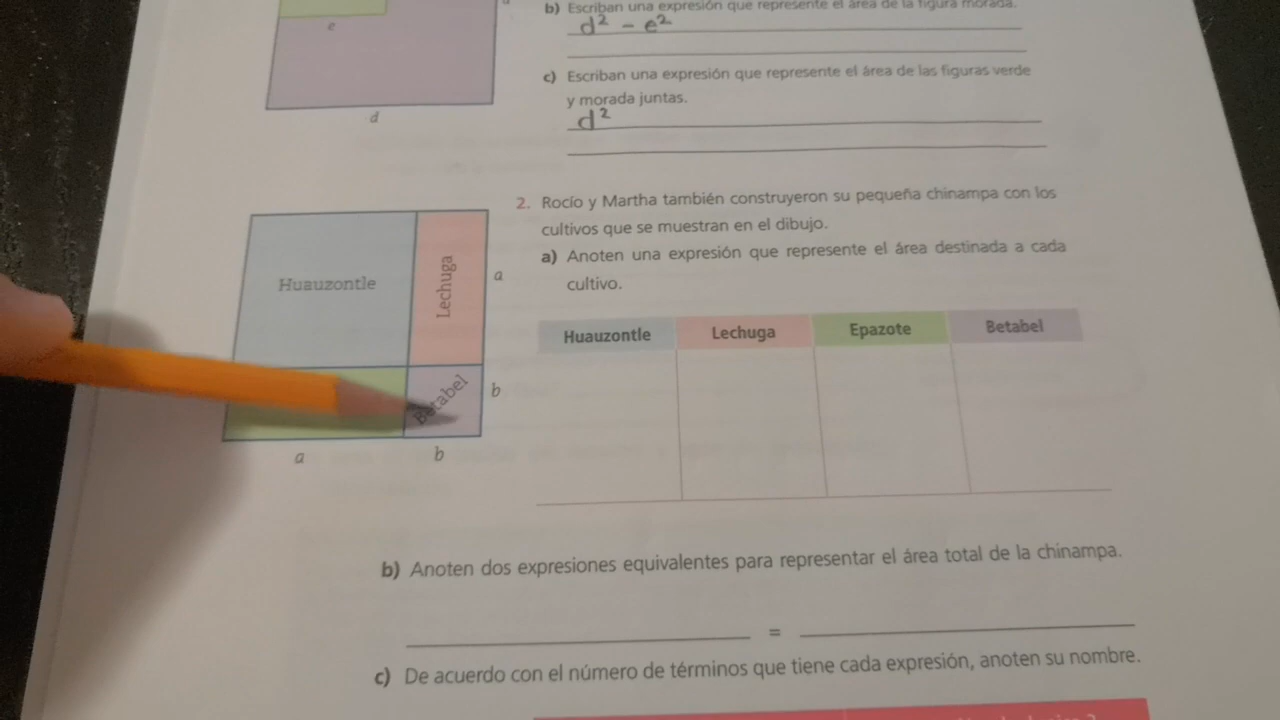 b) Escriban una expresión que represente el área de la figura morada.
d² - e²
e
c) Escriban una expresión que represente el área de las figuras verde
y morada juntas.
d
d²
2. Rocío y Martha también construyeron su pequeña chinampa con los
cultivos que se muestran en el dibujo.
a) Anoten una expresión que represente el área destinada a cada
cultivo.
Huauzontle
Lechuga
a
Betabel
b
a
b
Huauzontle Lechuga Epazote Betabel
b) Anoten dos expresiones equivalentes para representar el área total de la chinampa.
=
c) De acuerdo con el número de términos que tiene cada expresión, anoten su nombre.